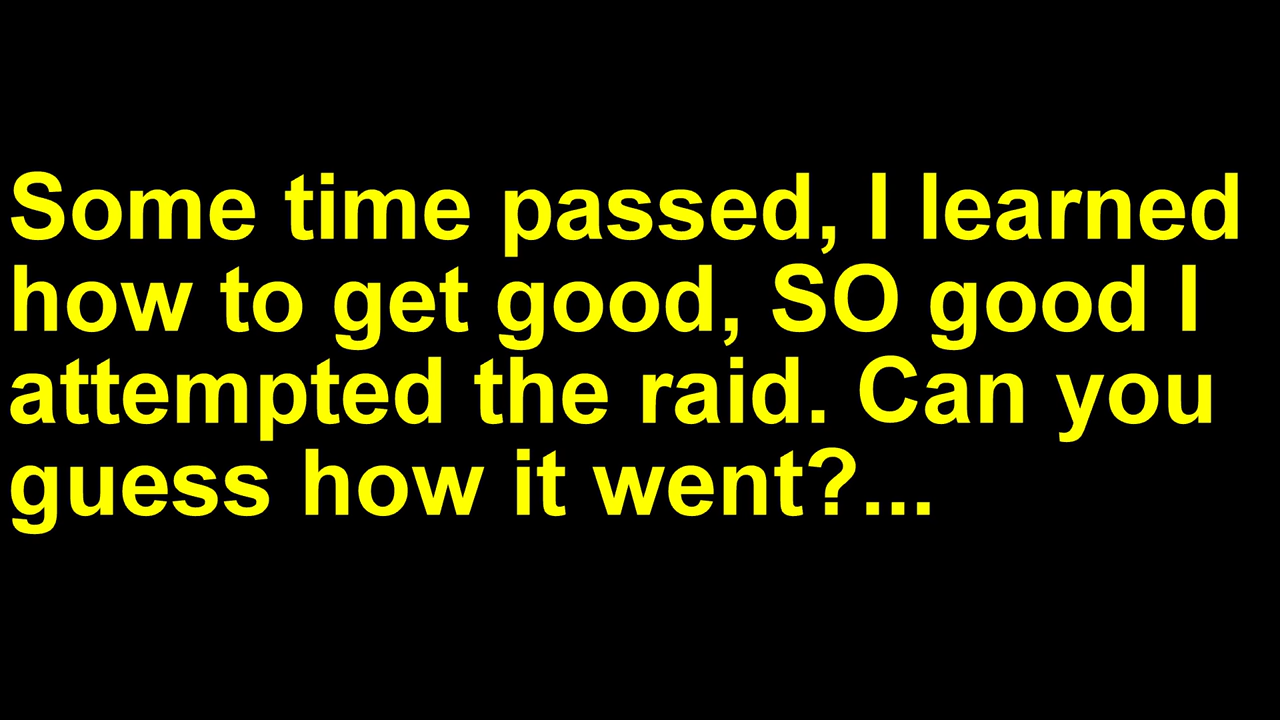 Some time passed, I learned
how to get good, SO good I
attempted the raid. Can you
guess how it went?...